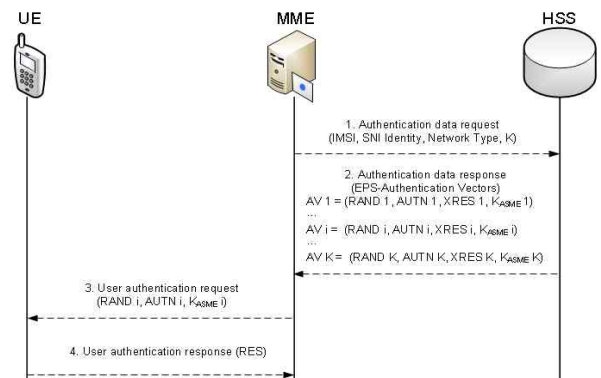 UE
MME
HSS
1. Authentication data request
(IMSI, SNI Identity, Network Type, K)
2. Authentication data response
(EPS-Authentication Vectors)
AV 1 = (RAND 1, AUTN 1, XRES 1, KASME 1)
...
AV i = (RAND i, AUTN i, XRES i, KASME i)
...
AV K = (RAND K, AUTN K, XRES K, KASME K)
3. User authentication request
(RAND i, AUTN i, KASME i)
4. User authentication response (RES)